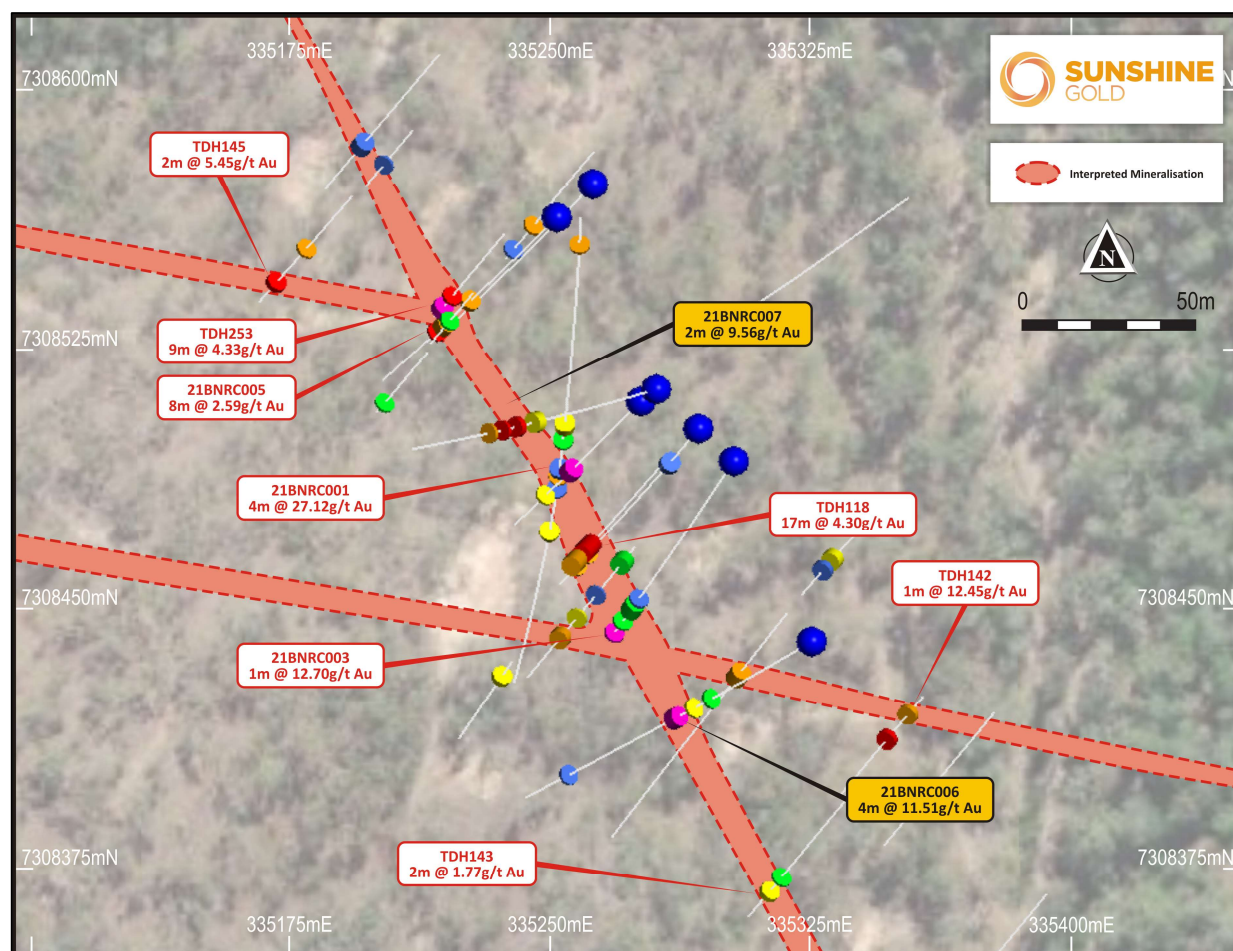 335175mE
335250mE
335325mE
7308600mN
N
SUNSHINE
GOLD
Interpreted Mineralisation
N
0
50m
TDH145
2m @ 5.45g/t Au
21BNRC007
2m @ 9.56g/t Au
TDH253
9m @ 4.33g/t Au
7308525mN
21BNRC005
8m @ 2.59g/t Au
21BNRC001
4m @ 27.12g/t Au
TDH118
17m @ 4.30g/t Au
TDH142
1m @ 12.45g/t Au
7308450mN
7308450mN
21BNRC003
1m @ 12.70g/t Au
21BNRC006
4m @ 11.51g/t Au
TDH143
2m @ 1.77g/t Au
7308375mN
7308375mN
335175mE
335250mE
335325mE
335400mE